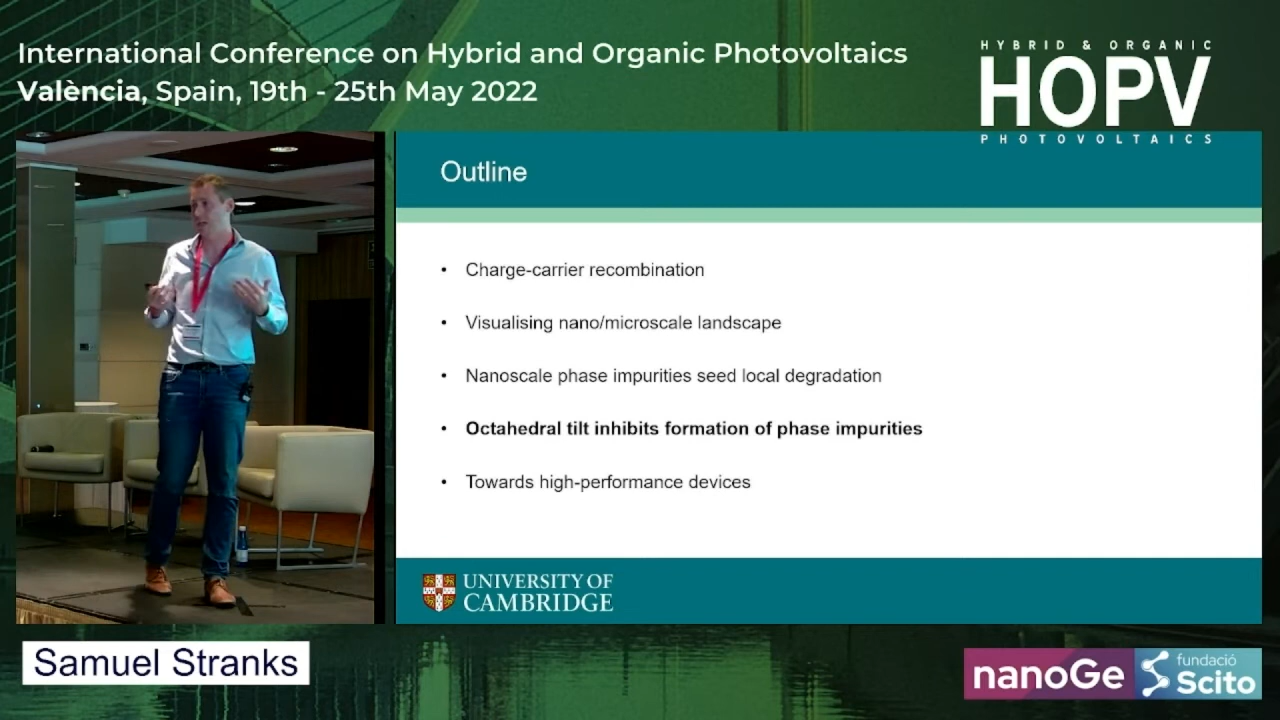 International Conference on Hybrid and Organic Photovoltaics
València, Spain, 19th - 25th May 2022
HYBRID & ORGANIC
HOPV
PHOTOVOLTAICS
Outline
• Charge-carrier recombination
• Visualising nano/microscale landscape
• Nanoscale phase impurities seed local degradation
• Octahedral tilt inhibits formation of phase impurities
• Towards high-performance devices
UNIVERSITY OF
CAMBRIDGE
Samuel Stranks
nanoGe
fundació
Scito